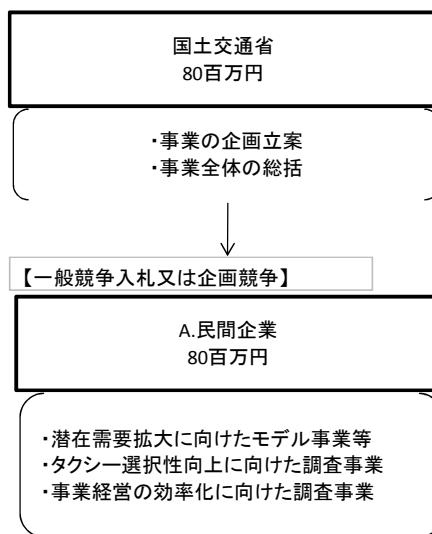 国土交通省
80百万円
・事業の企画立案
・事業全体の総括
【一般競争入札又は企画競争】
A.民間企業
80百万円
・潜在需要拡大に向けたモデル事業等
・タクシー選択性向上に向けた調査事業
・事業経営の効率化に向けた調査事業